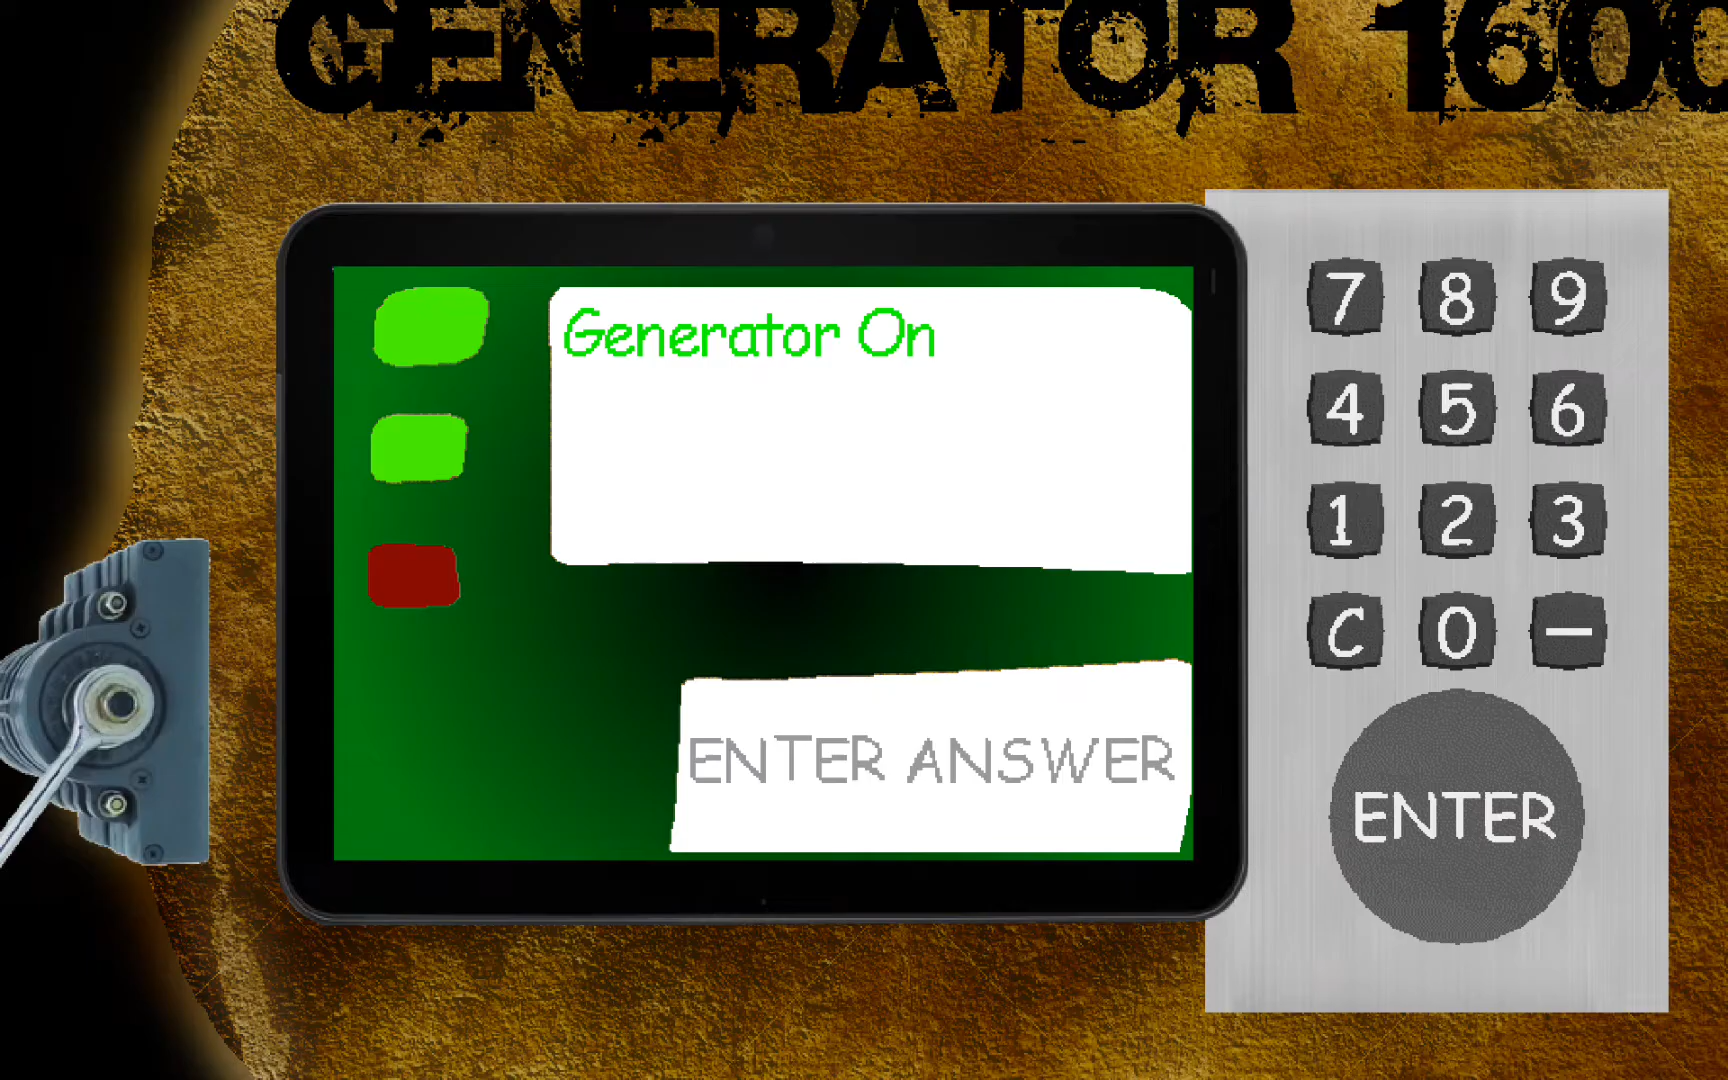 GENERATOR 1600
Generator On
7 8 9
4 5 6
1 2 3
C 0 –
ENTER ANSWER
ENTER